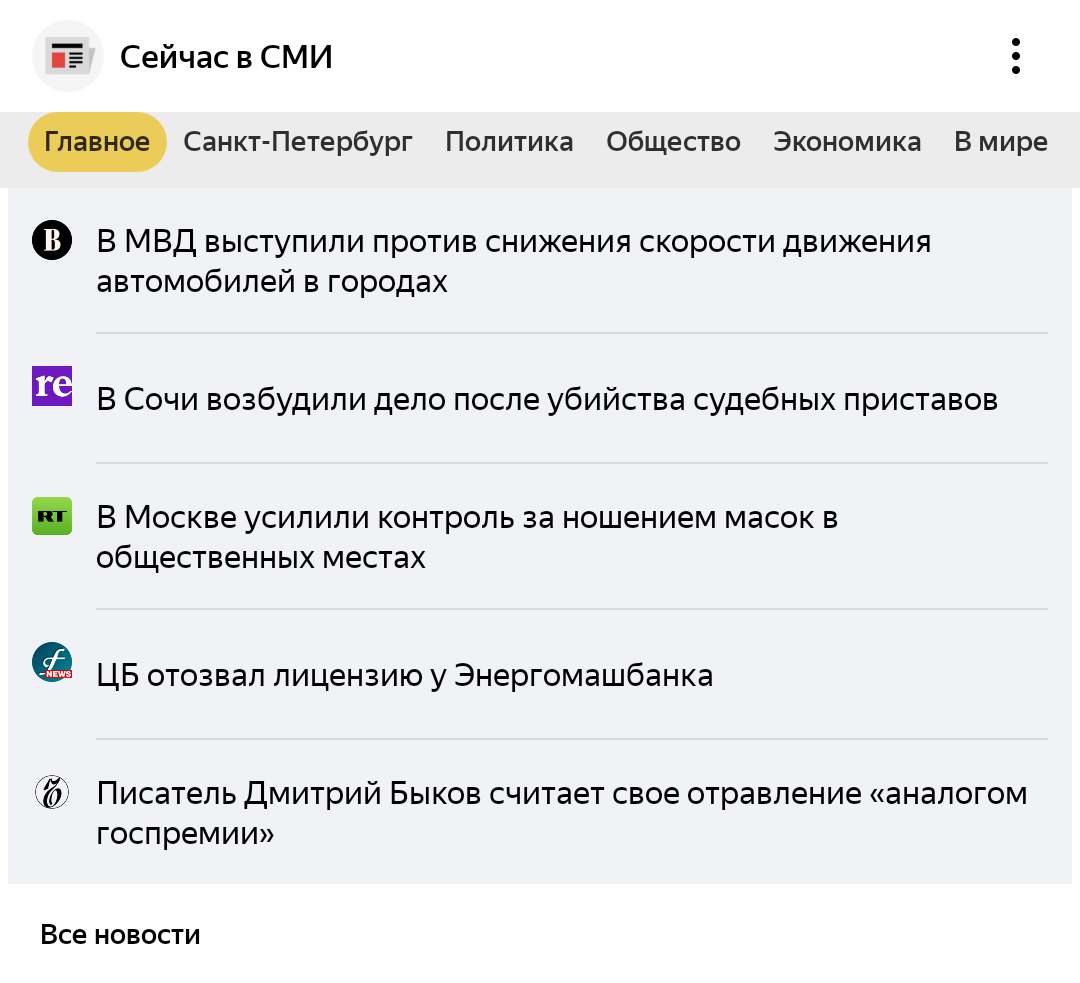 Сейчас в СМИ
Главное Санкт-Петербург Политика Общество Экономика В мире
B
В МВД выступили против снижения скорости движения
автомобилей в городах
re
В Сочи возбудили дело после убийства судебных приставов
RT
В Москве усилили контроль за ношением масок в
общественных местах
f
NEWS
ЦБ отозвал лицензию у Энергомашбанка
Ъ
Писатель Дмитрий Быков считает свое отравление «аналогом
госпремии»
Все новости